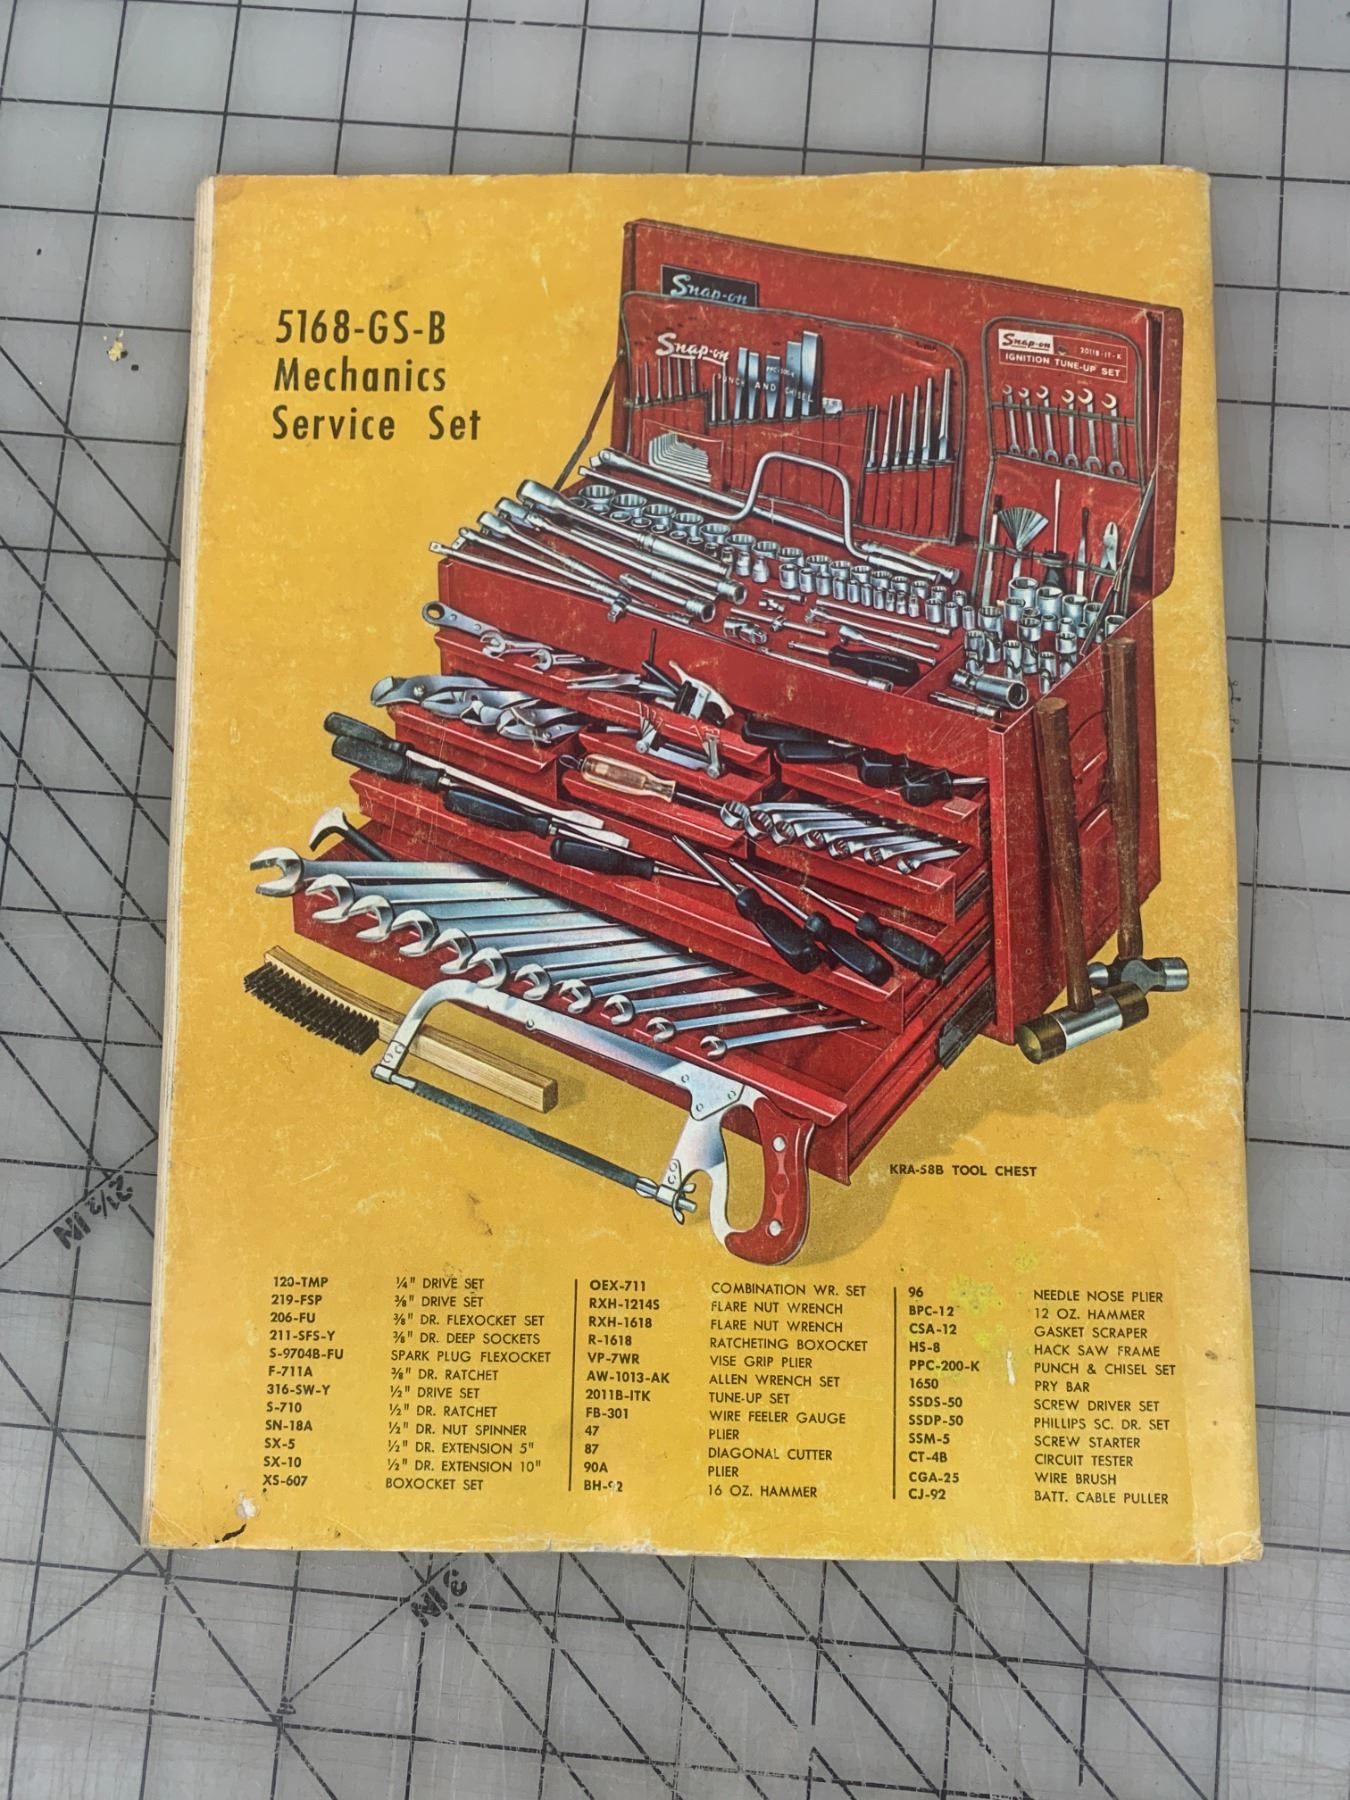 5168-GS-B
Mechanics
Service Set
Snap-on
Snap-on
PUNCH AND CHISEL
Snap-on
2011B-IT-K
IGNITION TUNE-UP SET
KRA-58B TOOL CHEST
120-TMP 1/4" DRIVE SET
219-FSP 3/8" DRIVE SET
206-FU 3/8" DR. FLEXOCKET SET
211-SFS-Y 3/8" DR. DEEP SOCKETS
S-9704B-FU SPARK PLUG FLEXOCKET
F-711A 3/8" DR. RATCHET
316-SW-Y 1/2" DRIVE SET
S-710 1/2" DR. RATCHET
SN-18A 1/2" DR. NUT SPINNER
SX-5 1/2" DR. EXTENSION 5"
SX-10 1/2" DR. EXTENSION 10"
XS-607 BOXOCKET SET
OEX-711 COMBINATION WR. SET
RXH-1214S FLARE NUT WRENCH
RXH-1618 FLARE NUT WRENCH
R-1618 RATCHETING BOXOCKET
VP-7WR VISE GRIP PLIER
AW-1013-AK ALLEN WRENCH SET
2011B-ITK TUNE-UP SET
FB-301 WIRE FEELER GAUGE
47 PLIER
87 DIAGONAL CUTTER
90A PLIER
BH-92 16 OZ. HAMMER
96 NEEDLE NOSE PLIER
BPC-12 12 OZ. HAMMER
CSA-12 GASKET SCRAPER
HS-8 HACK SAW FRAME
PPC-200-K PUNCH & CHISEL SET
1650 PRY BAR
SSDS-50 SCREW DRIVER SET
SSDP-50 PHILLIPS SC. DR. SET
SSM-5 SCREW STARTER
CT-4B CIRCUIT TESTER
CGA-25 WIRE BRUSH
CJ-92 BATT. CABLE PULLER
2 1/2 IN
3 IN